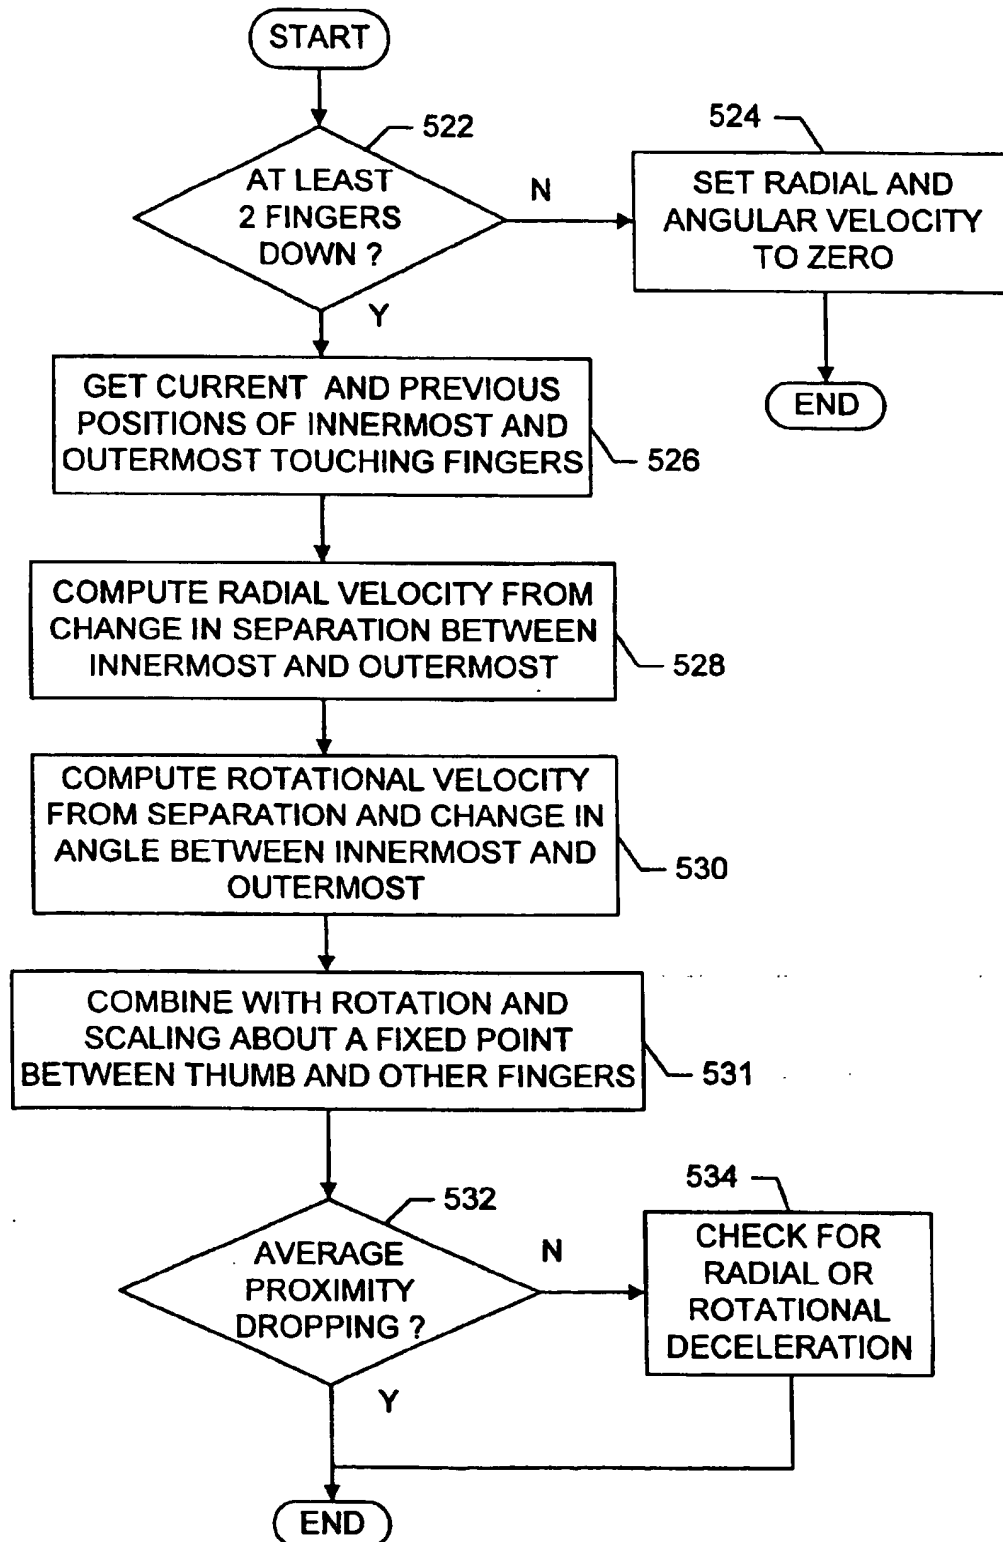 START
522
AT LEAST
2 FINGERS
DOWN ?
N
Y
524
SET RADIAL AND
ANGULAR VELOCITY
TO ZERO
END
GET CURRENT AND PREVIOUS
POSITIONS OF INNERMOST AND
OUTERMOST TOUCHING FINGERS
526
COMPUTE RADIAL VELOCITY FROM
CHANGE IN SEPARATION BETWEEN
INNERMOST AND OUTERMOST
528
COMPUTE ROTATIONAL VELOCITY
FROM SEPARATION AND CHANGE IN
ANGLE BETWEEN INNERMOST AND
OUTERMOST
530
COMBINE WITH ROTATION AND
SCALING ABOUT A FIXED POINT
BETWEEN THUMB AND OTHER FINGERS
531
532
AVERAGE
PROXIMITY
DROPPING ?
N
Y
534
CHECK FOR
RADIAL OR
ROTATIONAL
DECELERATION
END